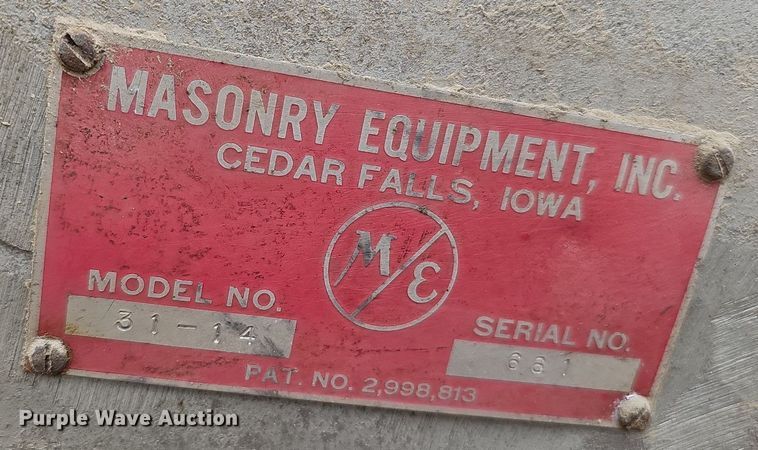 MASONRY EQUIPMENT, INC.
CEDAR FALLS, IOWA
M/E
MODEL NO.
31-14
SERIAL NO.
661
PAT. NO. 2,998,813
Purple Wave Auction